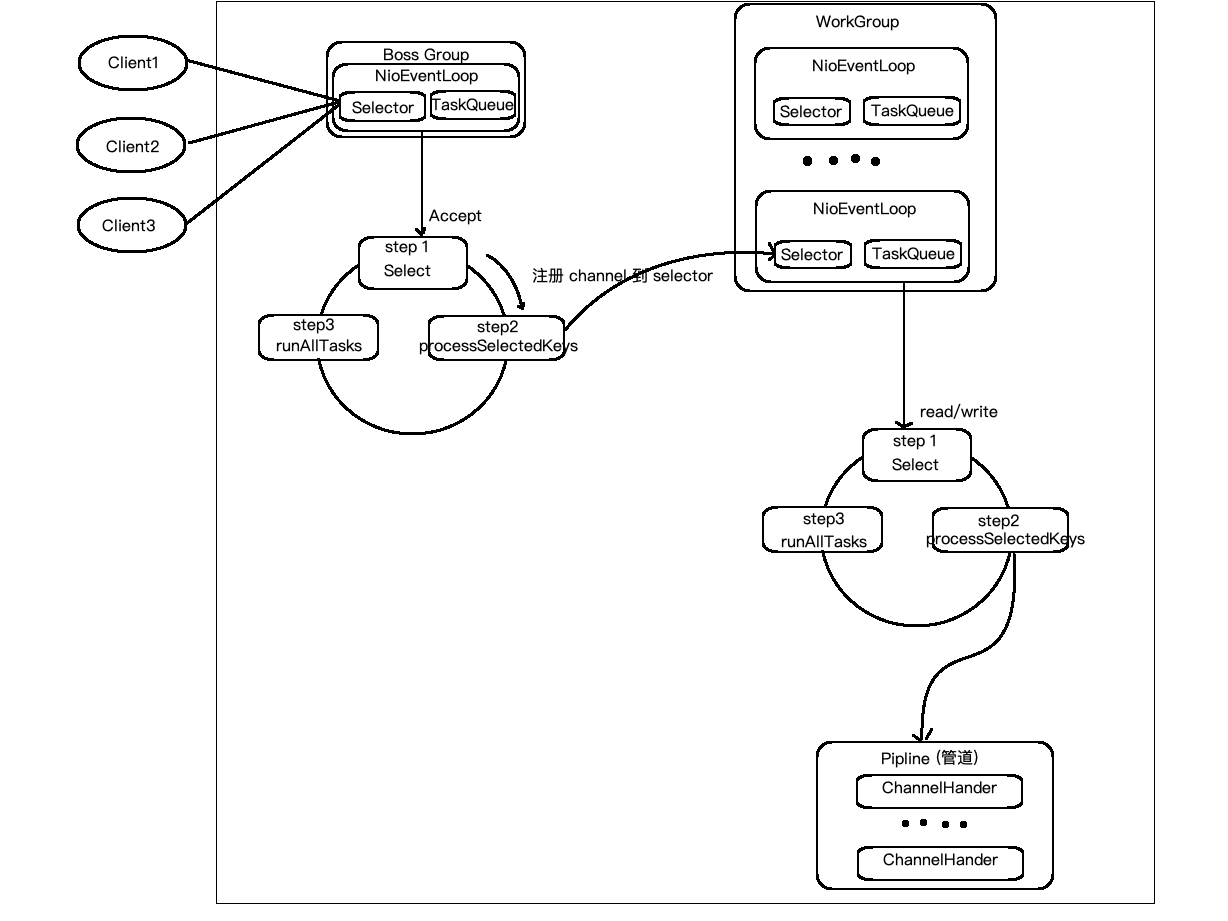 Client1
Client2
Client3
Boss Group
NioEventLoop
Selector
TaskQueue
Accept
step 1
Select
step2
processSelectedKeys
step3
runAllTasks
注册 channel 到 selector
WorkGroup
NioEventLoop
Selector
TaskQueue
NioEventLoop
Selector
TaskQueue
read/write
step 1
Select
step2
processSelectedKeys
step3
runAllTasks
Pipline (管道)
ChannelHander
ChannelHander